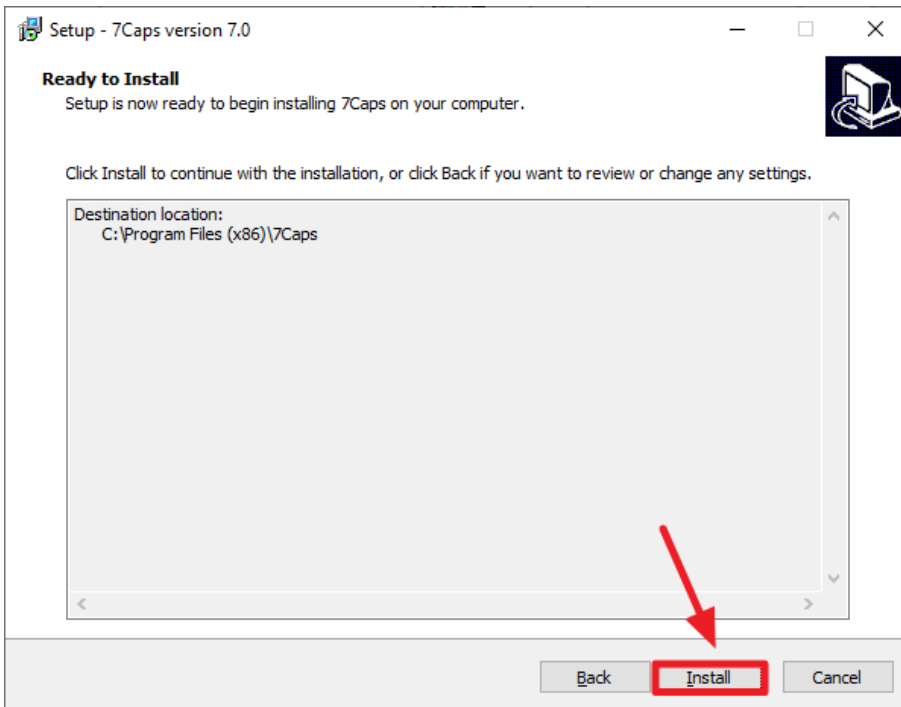 Setup - 7Caps version 7.0
Ready to Install
Setup is now ready to begin installing 7Caps on your computer.
Click Install to continue with the installation, or click Back if you want to review or change any settings.
Destination location:
C:\Program Files (x86)\7Caps
Back
Install
Cancel